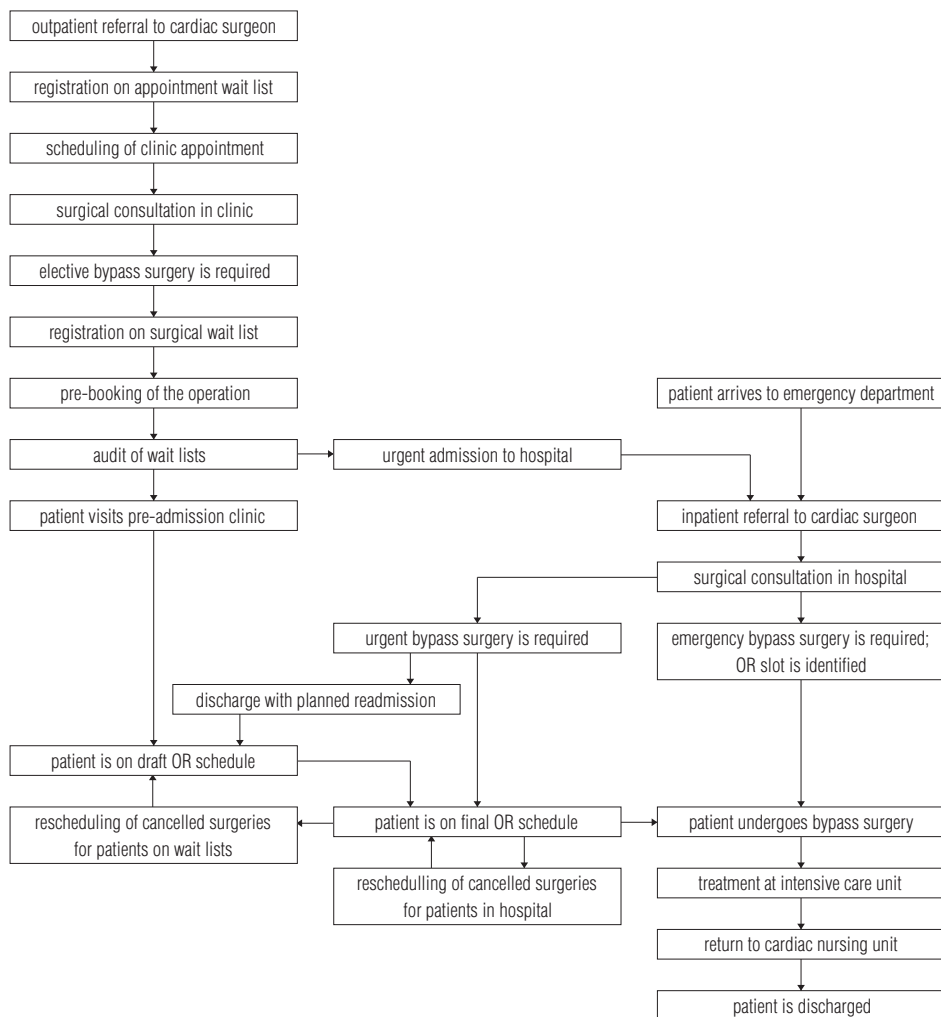 outpatient referral to cardiac surgeon
registration on appointment wait list
scheduling of clinic appointment
surgical consultation in clinic
elective bypass surgery is required
registration on surgical wait list
pre-booking of the operation
patient arrives to emergency department
audit of wait lists
urgent admission to hospital
patient visits pre-admission clinic
inpatient referral to cardiac surgeon
surgical consultation in hospital
urgent bypass surgery is required
emergency bypass surgery is required;
OR slot is identified
discharge with planned readmission
patient is on draft OR schedule
rescheduling of cancelled surgeries
for patients on wait lists
patient is on final OR schedule
patient undergoes bypass surgery
reschedulling of cancelled surgeries
for patients in hospital
treatment at intensive care unit
return to cardiac nursing unit
patient is discharged